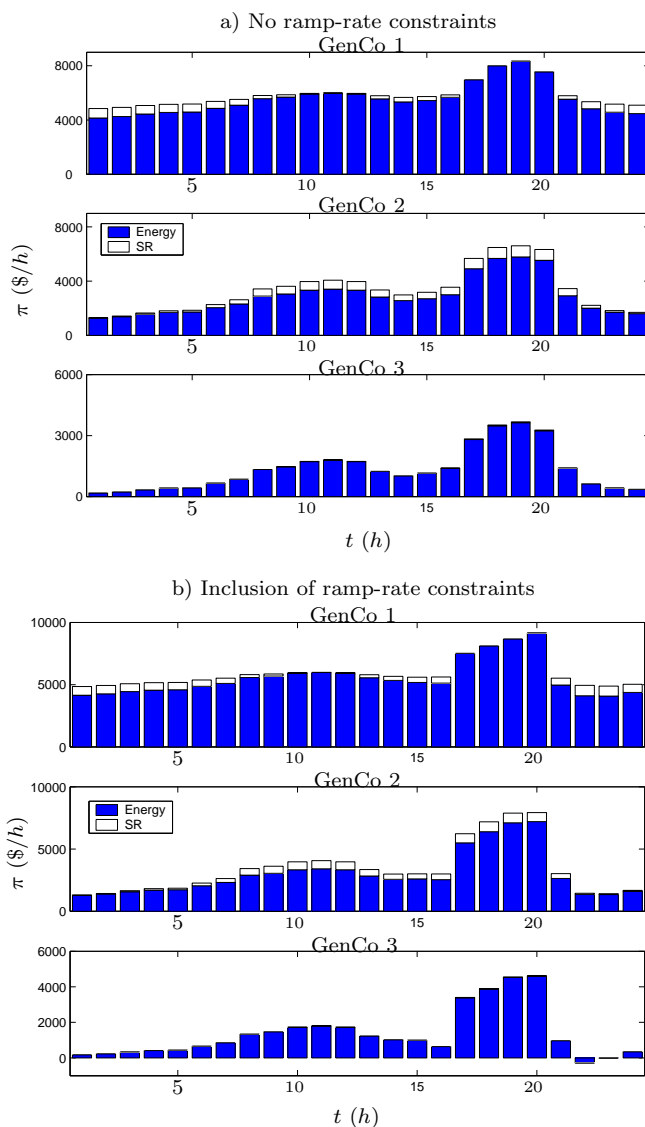 a) No ramp-rate constraints
GenCo 1
8000
4000
0
5
10
15
20
GenCo 2
8000
4000
0
Energy
SR
π ($/h)
5
10
15
20
GenCo 3
6000
3000
0
5
10
15
20
t (h)
b) Inclusion of ramp-rate constraints
GenCo 1
10000
5000
0
5
10
15
20
GenCo 2
10000
5000
0
Energy
SR
π ($/h)
5
10
15
20
GenCo 3
6000
4000
2000
0
5
10
15
20
t (h)